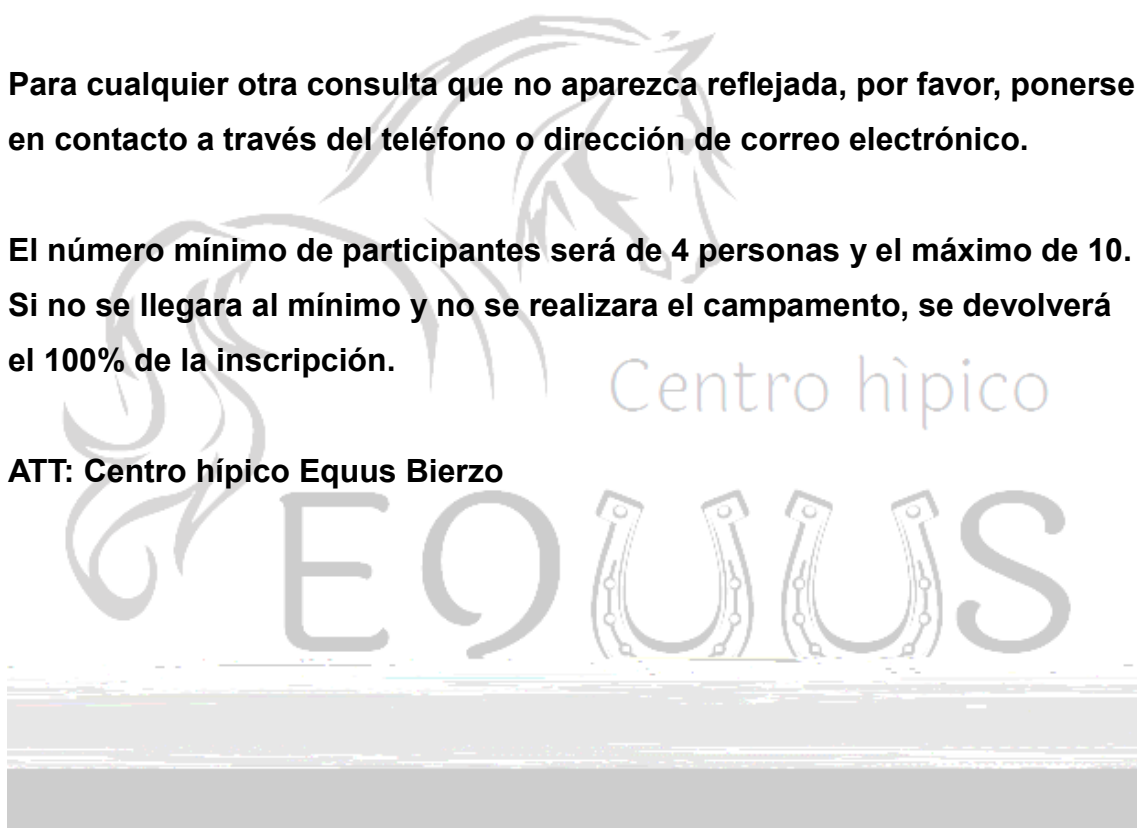 Para cualquier otra consulta que no aparezca reflejada, por favor, ponerse
en contacto a través del teléfono o dirección de correo electrónico.
El número mínimo de participantes será de 4 personas y el máximo de 10.
Si no se llegara al mínimo y no se realizara el campamento, se devolverá
el 100% de la inscripción.
Centro hìpico
ATT: Centro hípico Equus Bierzo
EQUUS